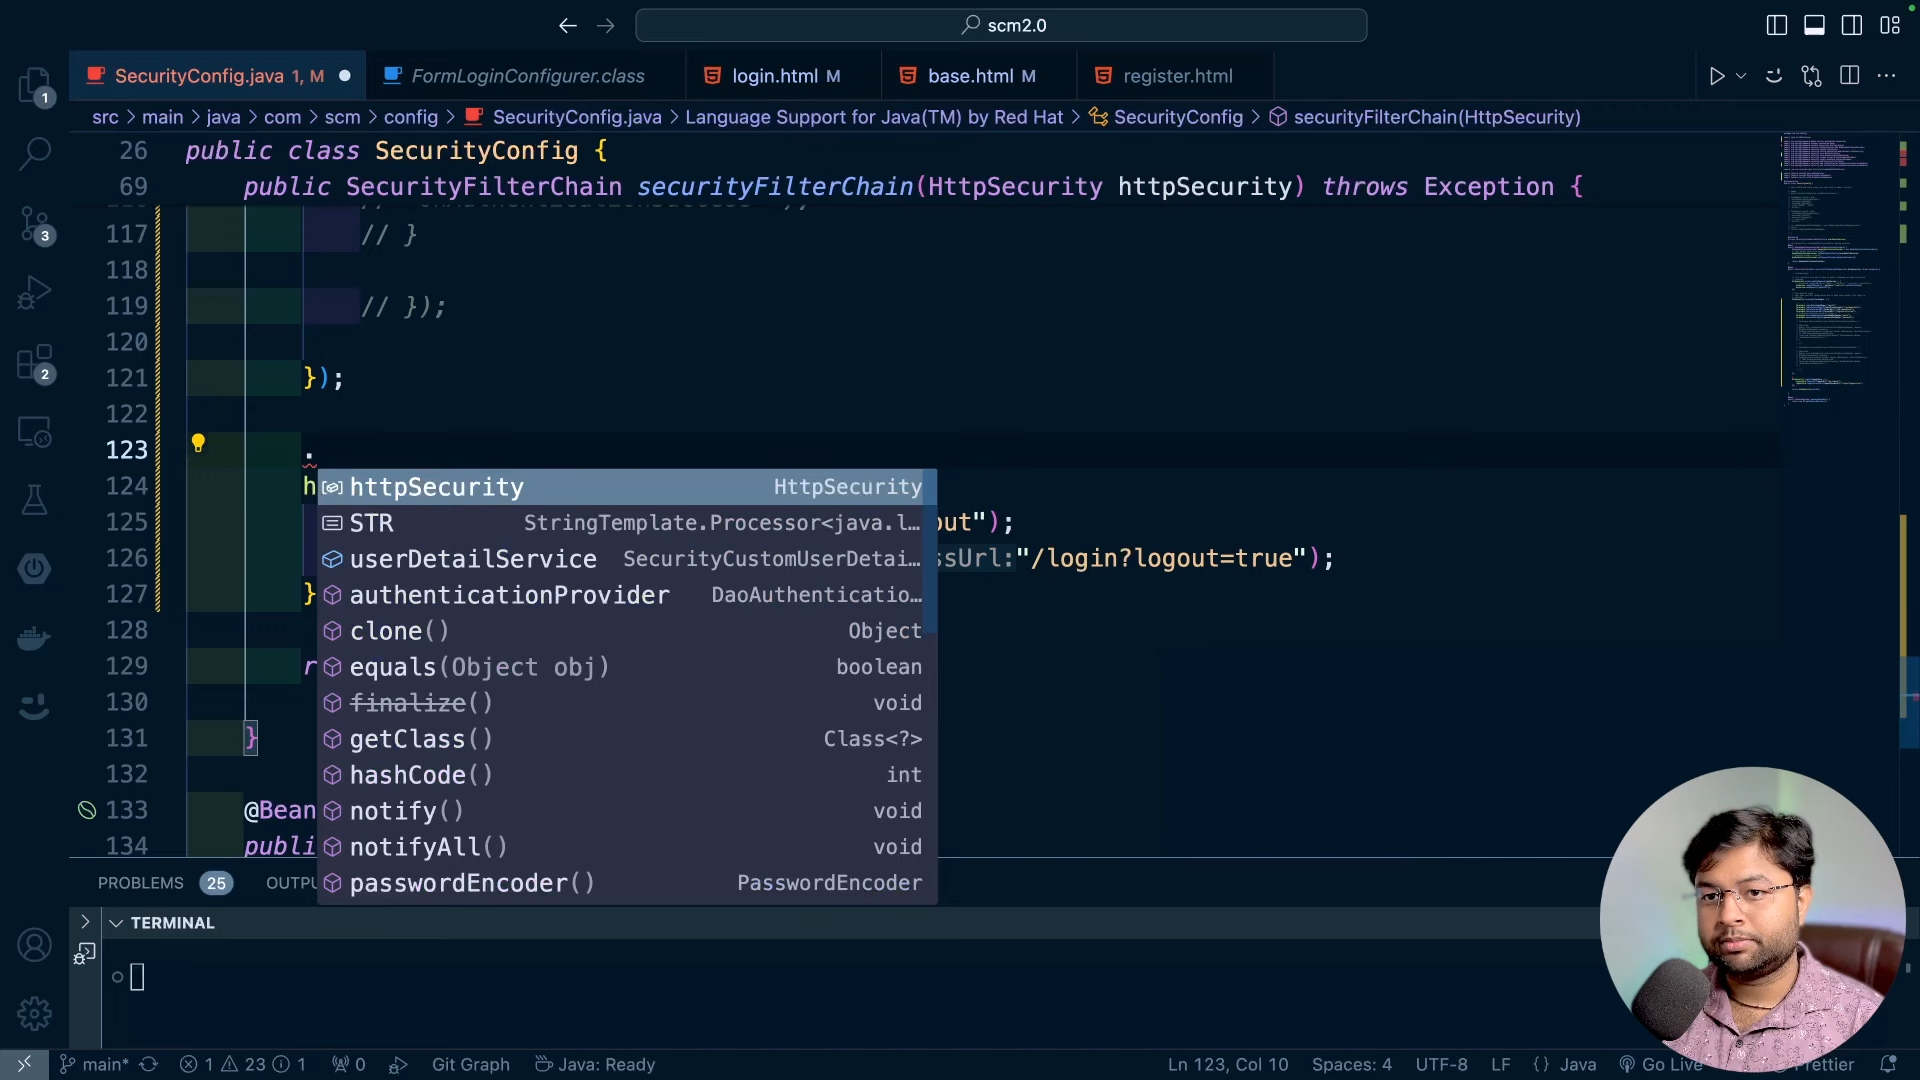 scm2.0
SecurityConfig.java 1, M
FormLoginConfigurer.class
login.html M
base.html M
register.html
src > main > java > com > scm > config > SecurityConfig.java > Language Support for Java(TM) by Red Hat > SecurityConfig > securityFilterChain(HttpSecurity)
26 public class SecurityConfig {
69 public SecurityFilterChain securityFilterChain(HttpSecurity httpSecurity) throws Exception {
117 // }
118
119 // });
120
121 });
122
123 .
124 h
125 out");
126 ssUrl: "/login?logout=true");
127 }
128
129 r
130
131 }
132
133 @Bean
134 publi
httpSecurity HttpSecurity
STR StringTemplate.Processor<java.l…
userDetailService SecurityCustomUserDetai…
authenticationProvider DaoAuthenticatio…
clone() Object
equals(Object obj) boolean
finalize() void
getClass() Class<?>
hashCode() int
notify() void
notifyAll() void
passwordEncoder() PasswordEncoder
1
3
2
PROBLEMS 25 OUTPU
TERMINAL
main* 1 23 1 0 Git Graph Java: Ready
Ln 123, Col 10 Spaces: 4 UTF-8 LF {} Java Go Live Prettier